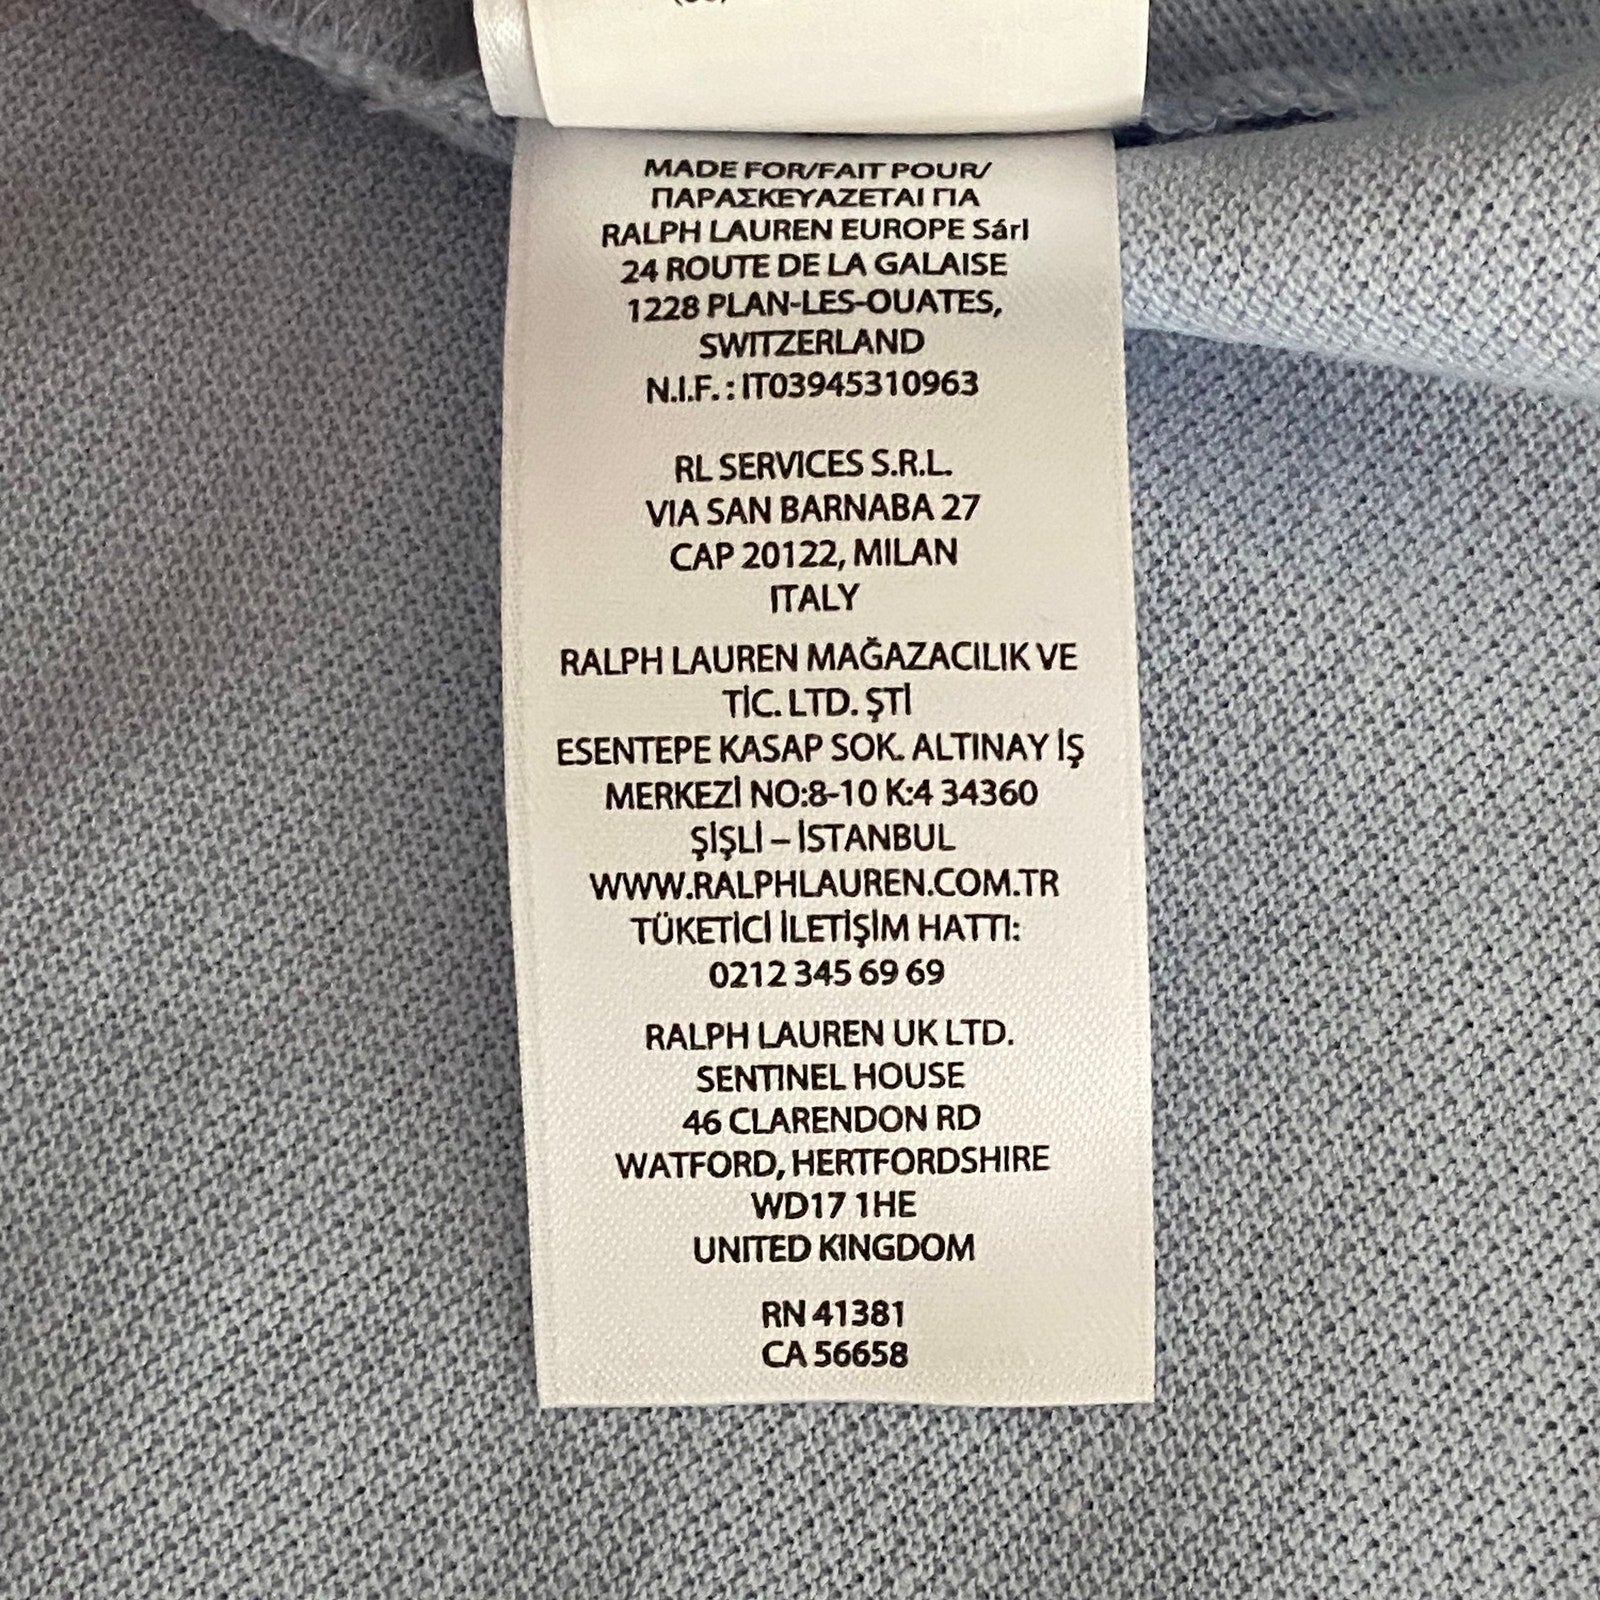 MADE FOR/FAIT POUR/
ΠΑΡΑΣΚΕΥΑΖΕΤΑΙ ΓΙΑ
RALPH LAUREN EUROPE Sárl
24 ROUTE DE LA GALAISE
1228 PLAN-LES-OUATES,
SWITZERLAND
N.I.F. : IT03945310963
RL SERVICES S.R.L.
VIA SAN BARNABA 27
CAP 20122, MILAN
ITALY
RALPH LAUREN MAĞAZACILIK VE
TİC. LTD. ŞTİ
ESENTEPE KASAP SOK. ALTINAY İŞ
MERKEZİ NO:8-10 K:4 34360
ŞİŞLİ – İSTANBUL
WWW.RALPHLAUREN.COM.TR
TÜKETİCİ İLETİŞİM HATTI:
0212 345 69 69
RALPH LAUREN UK LTD.
SENTINEL HOUSE
46 CLARENDON RD
WATFORD, HERTFORDSHIRE
WD17 1HE
UNITED KINGDOM
RN 41381
CA 56658